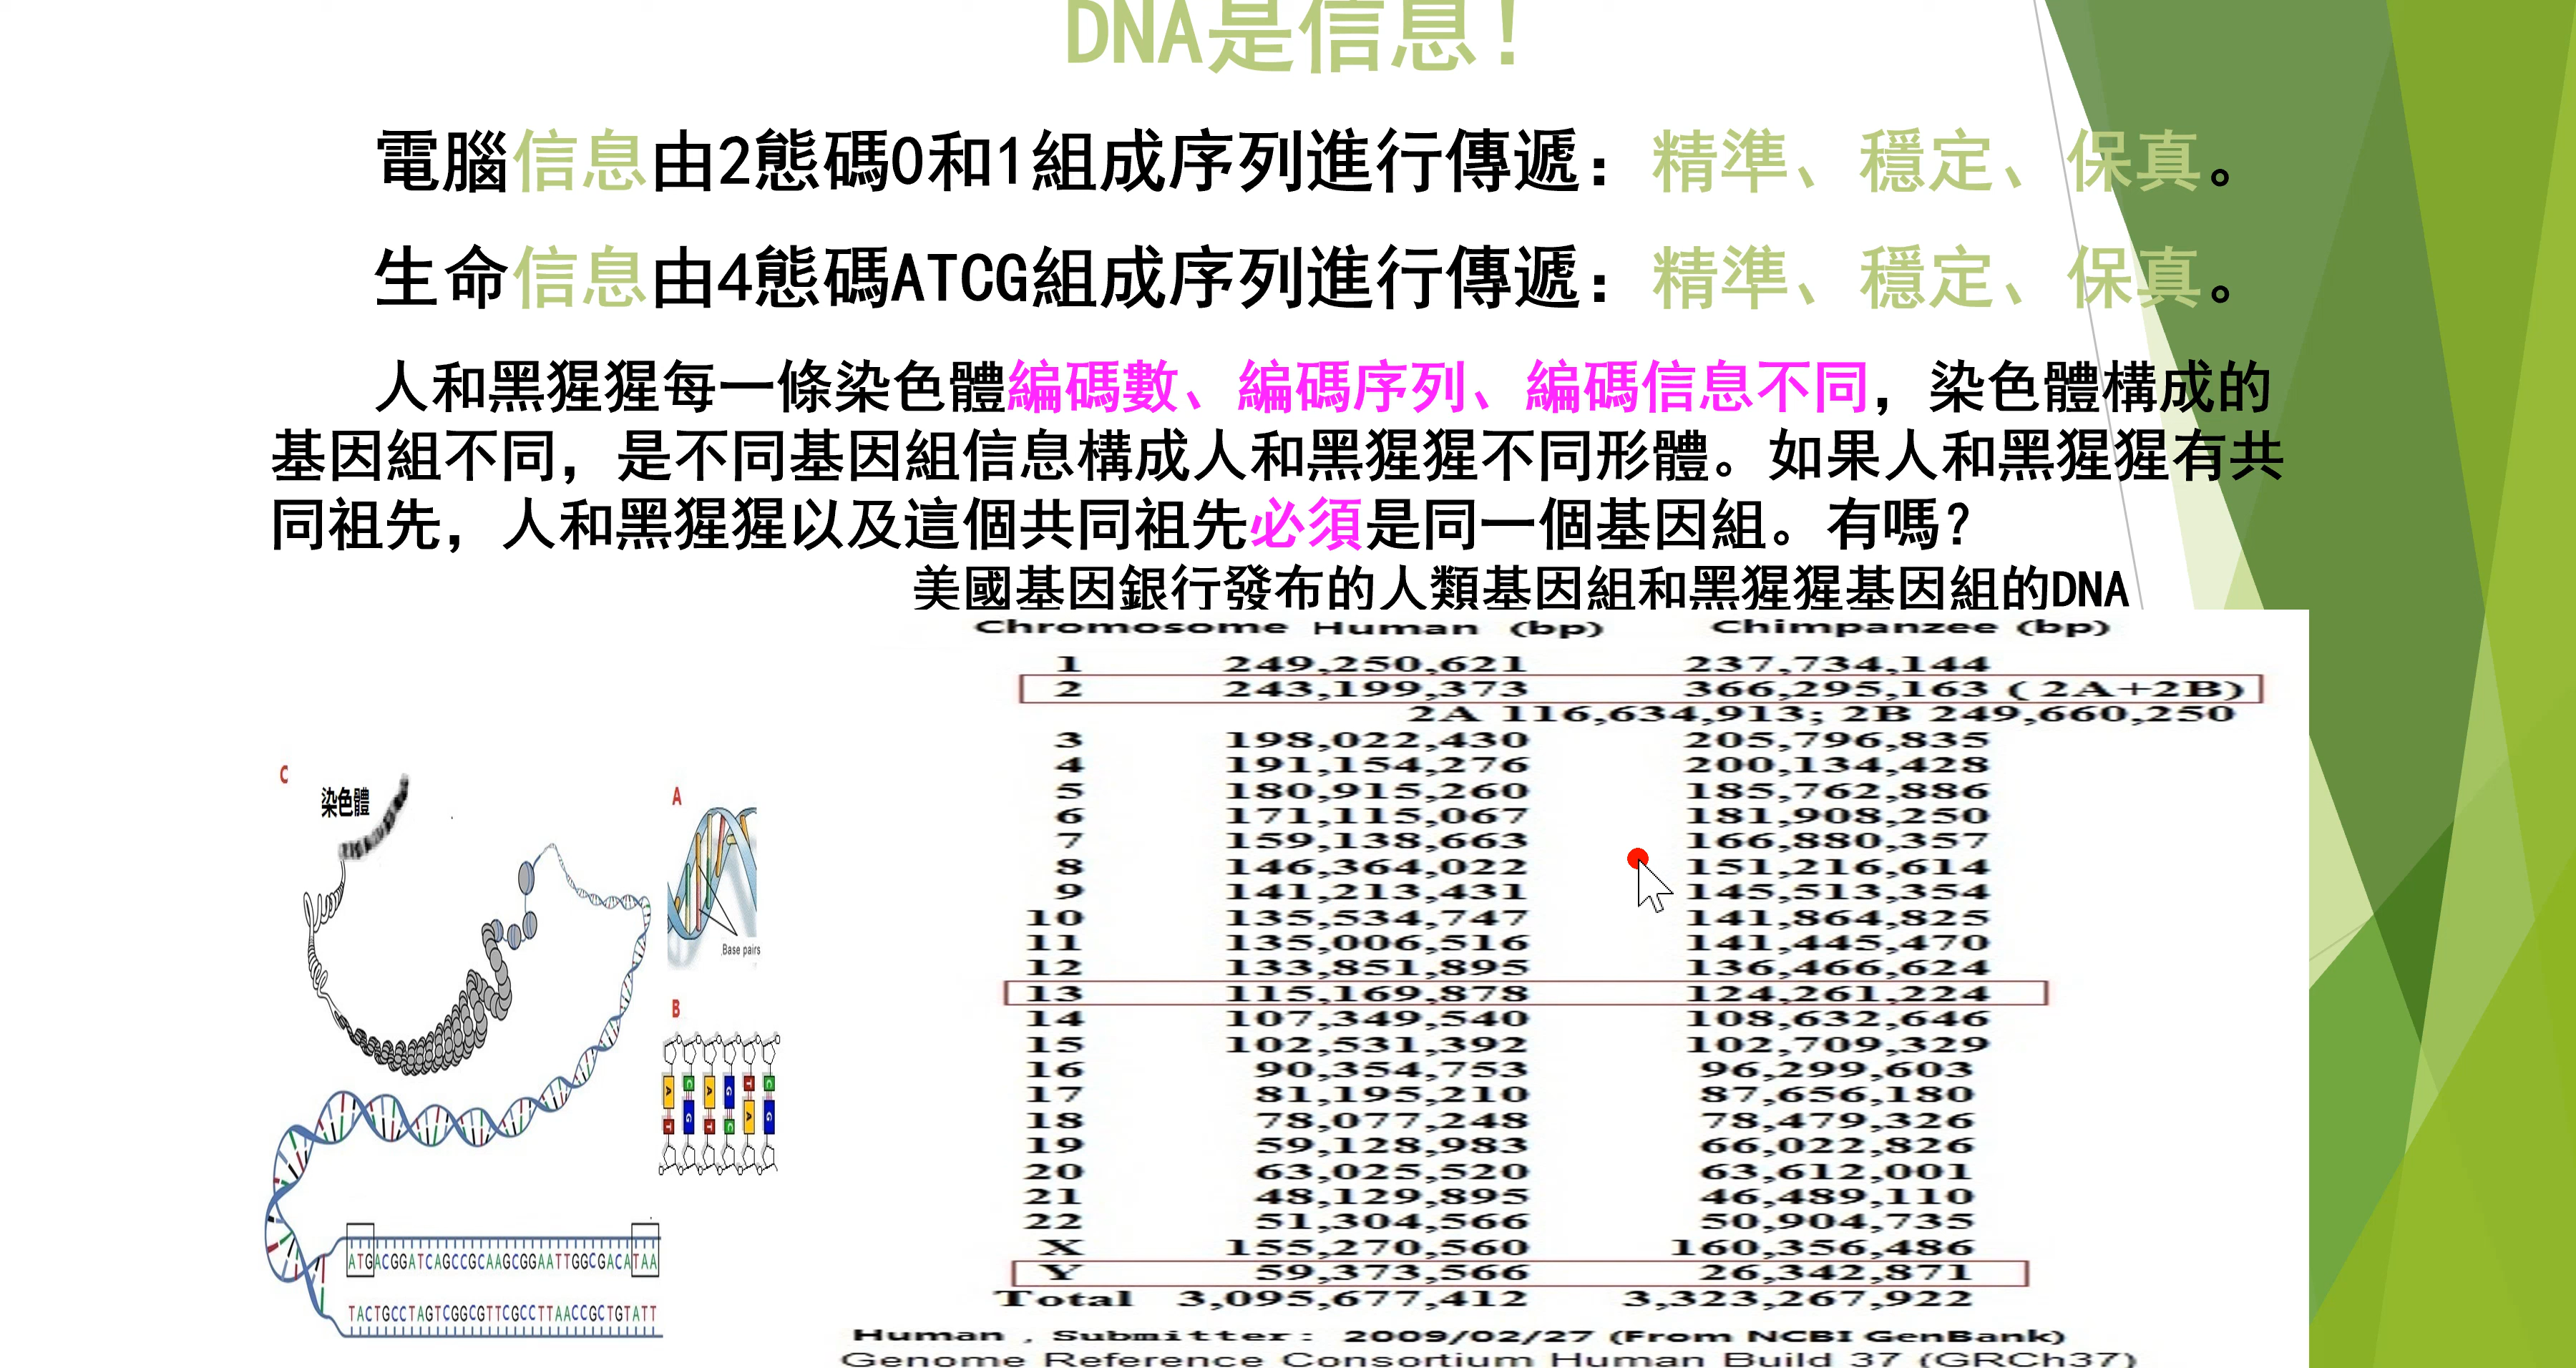 DNA是信息!
電腦信息由2態碼0和1組成序列進行傳遞：精準、穩定、保真。
生命信息由4態碼ATCG組成序列進行傳遞：精準、穩定、保真。
人和黑猩猩每一條染色體編碼數、編碼序列、編碼信息不同，染色體構成的
基因組不同，是不同基因組信息構成人和黑猩猩不同形體。如果人和黑猩猩有共
同祖先，人和黑猩猩以及這個共同祖先必須是同一個基因組。有嗎?
美國基因銀行發布的人類基因組和黑猩猩基因組的DNA
Chromosome Human (bp) Chimpanzee (bp)
1 249,250,621 237,734,144
2 243,199,373 366,295,163 (2A+2B)
2A 116,634,913; 2B 249,660,250
3 198,022,430 205,796,835
4 191,154,276 200,134,428
5 180,915,260 185,762,886
6 171,115,067 181,908,250
7 159,138,663 166,880,357
8 146,364,022 151,216,614
9 141,213,431 145,513,354
10 135,534,747 141,864,825
11 135,006,516 141,445,470
12 133,851,895 136,466,624
13 115,169,878 124,261,224
14 107,349,540 108,632,646
15 102,531,392 102,709,329
16 90,354,753 96,299,603
17 81,195,210 87,656,180
18 78,077,248 78,479,326
19 59,128,983 66,022,826
20 63,025,520 63,612,001
21 48,129,895 46,489,110
22 51,304,566 50,904,735
X 155,270,560 160,356,486
Y 59,373,566 26,342,871
Total 3,095,677,412 3,323,267,922
Human , Submitter: 2009/02/27 (From NCBI GenBank)
Genome Reference Consortium Human Build 37 (GRCh37)
C
染色體
A
Base pairs
B
A C A G T C
T G T C A G
ATGACGGATCAGCCGCAAGCGGAATTGGCGACATAA
TACTGCCTAGTCGGCGTTCGCCTTAACCGCTGTATT